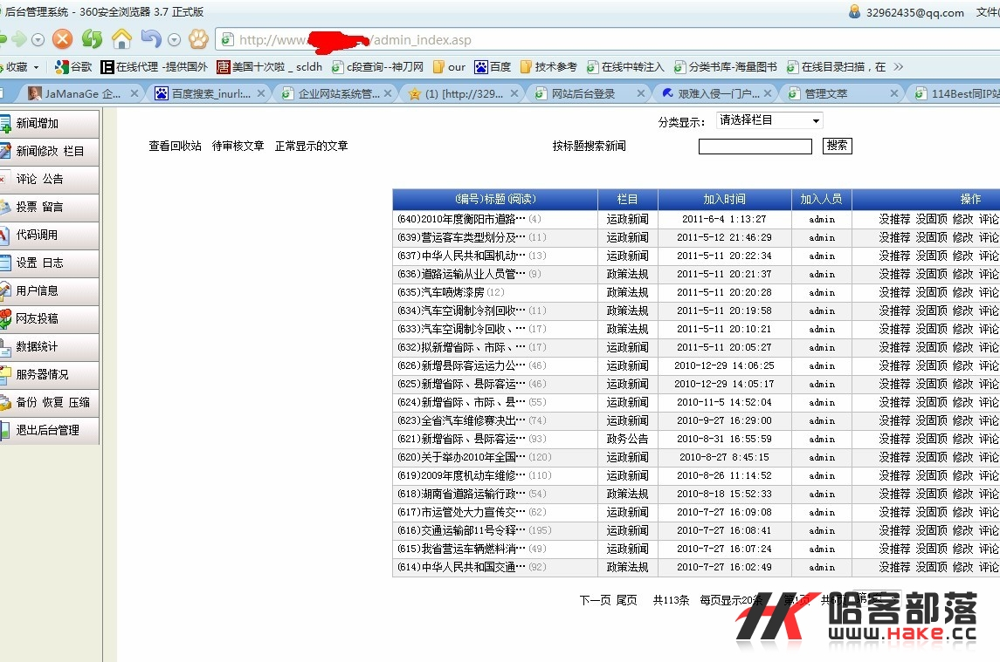 后台管理系统 - 360安全浏览器 3.7 正式版
32962435@qq.com 文件(
http://www. /admin_index.asp
收藏 谷歌 在线代理 -提供国外 美国十次啦 _ scldh c段查询--神刀网 our 百度 技术参考 在线中转注入 分类书库-海量图书 在线目录扫描，在 »
JaManaGe 企... 百度搜索_inurl:... 企业网站系统管... (1) [http://329... 网站后台登录 艰难入侵一门户... 管理文萃 114Best同IP站
新闻增加
新闻修改 栏目
评论 公告
投票 留言
代码调用
设置 日志
用户信息
网友投稿
数据统计
服务器情况
备份 恢复 压缩
退出后台管理
分类显示： 请选择栏目
查看回收站 待审核文章 正常显示的文章 按标题搜索新闻 搜索
(编号)标题(阅读) 栏目 加入时间 加入人员 操作
(640)2010年度衡阳市道路… (4) 运政新闻 2011-6-4 1:13:27 admin 没推荐 没固顶 修改 评论
(639)营运客车类型划分及… (11) 运政新闻 2011-5-12 21:46:29 admin 没推荐 没固顶 修改 评论
(637)中华人民共和国机动… (13) 运政新闻 2011-5-11 20:22:34 admin 没推荐 没固顶 修改 评论
(636)道路运输从业人员管… (9) 政策法规 2011-5-11 20:21:37 admin 没推荐 没固顶 修改 评论
(635)汽车喷烤漆房 (12) 政策法规 2011-5-11 20:20:28 admin 没推荐 没固顶 修改 评论
(634)汽车空调制冷剂回收… (11) 政策法规 2011-5-11 20:19:58 admin 没推荐 没固顶 修改 评论
(633)汽车空调制冷回收、… (17) 政策法规 2011-5-11 20:10:21 admin 没推荐 没固顶 修改 评论
(632)拟新增省际、市际、… (17) 运政新闻 2011-5-11 20:05:27 admin 没推荐 没固顶 修改 评论
(626)新增县际客运运力公… (46) 运政新闻 2010-12-29 14:06:25 admin 没推荐 没固顶 修改 评论
(625)新增省际、县际客运… (46) 运政新闻 2010-12-29 14:05:17 admin 没推荐 没固顶 修改 评论
(624)新增省际、市际、县… (55) 运政新闻 2010-11-5 14:52:04 admin 没推荐 没固顶 修改 评论
(623)全省汽车维修赛决出… (74) 运政新闻 2010-9-27 16:29:00 admin 没推荐 没固顶 修改 评论
(621)新增省际、县际客运… (93) 政务公告 2010-8-31 16:55:59 admin 没推荐 没固顶 修改 评论
(620)关于举办2010年全国… (120) 运政新闻 2010-8-27 8:45:15 admin 没推荐 没固顶 修改 评论
(619)2009年度机动车维修… (110) 运政新闻 2010-8-26 11:14:52 admin 没推荐 没固顶 修改 评论
(618)湖南省道路运输行政… (54) 政策法规 2010-8-18 15:52:33 admin 没推荐 没固顶 修改 评论
(617)市运管处大力宣传交… (62) 运政新闻 2010-7-27 16:09:08 admin 没推荐 没固顶 修改 评论
(616)交通运输部11号令释… (195) 运政新闻 2010-7-27 16:08:41 admin 没推荐 没固顶 修改 评论
(615)我省营运车辆燃料消… (49) 运政新闻 2010-7-27 16:07:24 admin 没推荐 没固顶 修改 评论
(614)中华人民共和国交通… (92) 政策法规 2010-7-27 16:02:49 admin 没推荐 没固顶 修改 评论
下一页 尾页 共113条 每页显示20条 第1页
HK 哈客部落
www.HaKe.cc